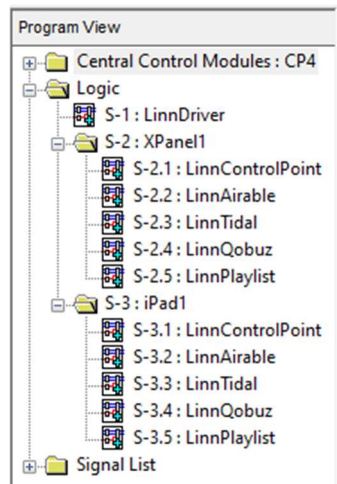 Program View
Central Control Modules : CP4
Logic
S-1 : LinnDriver
S-2 : XPanel1
S-2.1 : LinnControlPoint
S-2.2 : LinnAirable
S-2.3 : LinnTidal
S-2.4 : LinnQobuz
S-2.5 : LinnPlaylist
S-3 : iPad1
S-3.1 : LinnControlPoint
S-3.2 : LinnAirable
S-3.3 : LinnTidal
S-3.4 : LinnQobuz
S-3.5 : LinnPlaylist
Signal List